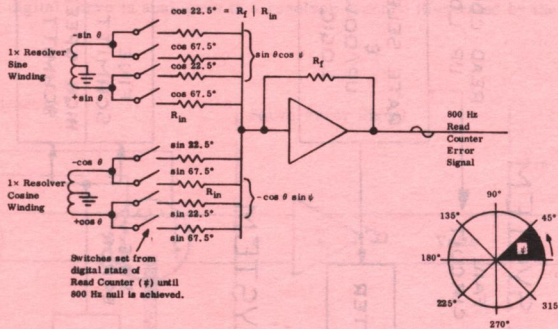 cos 22.5° = Rf | Rin
-sin θ
1× Resolver
Sine
Winding
+sin θ
cos 67.5°
cos 22.5°
cos 67.5°
Rin
sin θcos ψ
Rf
800 Hz
Read
Counter
Error
Signal
-cos θ
1× Resolver
Cosine
Winding
+cos θ
sin 22.5°
sin 67.5°
Rin
sin 22.5°
sin 67.5°
-cos θ sin ψ
Switches set from
digital state of
Read Counter (ψ) until
800 Hz null is achieved.
90°
135°
45°
180°
225°
315
270°